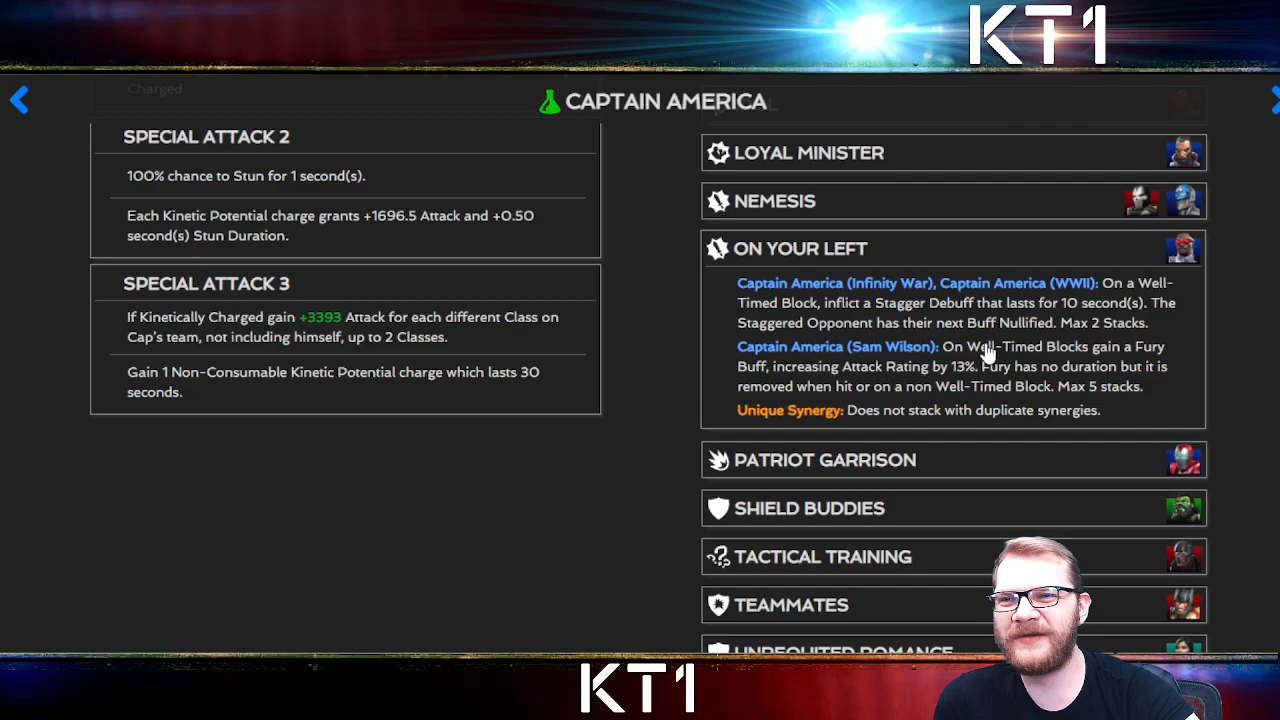 KT1
Charged.
CAPTAIN AMERICA
SPECIAL ATTACK 2
100% chance to Stun for 1 second(s).
Each Kinetic Potential charge grants +1696.5 Attack and +0.50
second(s) Stun Duration.
SPECIAL ATTACK 3
If Kinetically Charged gain +3393 Attack for each different Class on
Cap's team, not including himself, up to 2 Classes.
Gain 1 Non-Consumable Kinetic Potential charge which lasts 30
seconds.
LOYAL MINISTER
NEMESIS
ON YOUR LEFT
Captain America (Infinity War), Captain America (WWII): On a Well-
Timed Block, inflict a Stagger Debuff that lasts for 10 second(s). The
Staggered Opponent has their next Buff Nullified. Max 2 Stacks.
Captain America (Sam Wilson): On Well-Timed Blocks gain a Fury
Buff, increasing Attack Rating by 13%. Fury has no duration but it is
removed when hit or on a non Well-Timed Block. Max 5 stacks.
Unique Synergy: Does not stack with duplicate synergies.
PATRIOT GARRISON
SHIELD BUDDIES
TACTICAL TRAINING
TEAMMATES
UNREQUITED ROMANCE
KT1